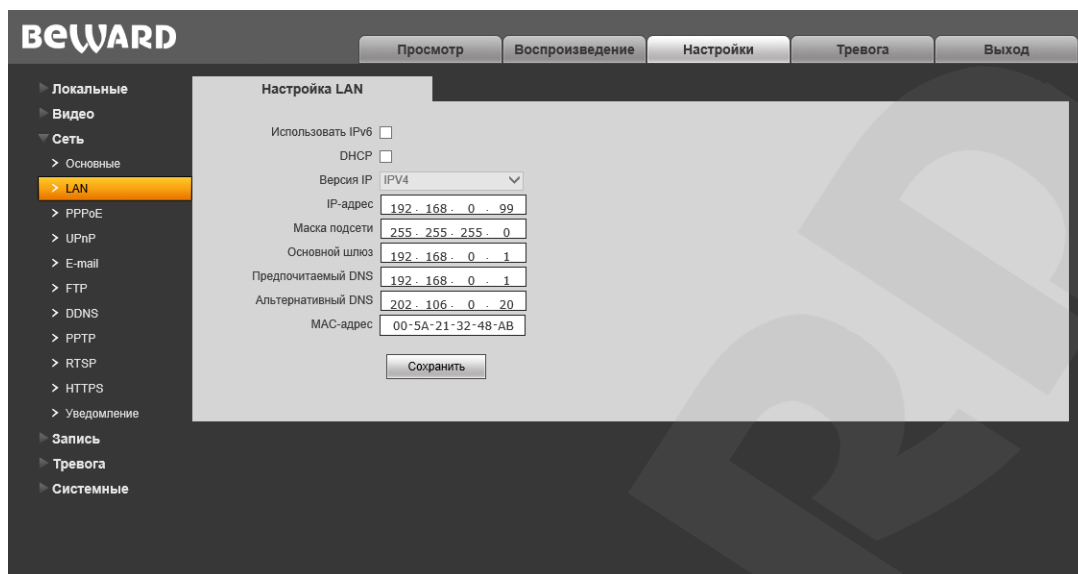 BEWARD
Просмотр
Воспроизведение
Настройки
Тревога
Выход
Локальные
Видео
Сеть
Основные
LAN
PPPoE
UPnP
E-mail
FTP
DDNS
PPTP
RTSP
HTTPS
Уведомление
Запись
Тревога
Системные
Настройка LAN
Использовать IPv6
DHCP
Версия IP IPV4
IP-адрес 192 . 168 . 0 . 99
Маска подсети 255 . 255 . 255 . 0
Основной шлюз 192 . 168 . 0 . 1
Предпочитаемый DNS 192 . 168 . 0 . 1
Альтернативный DNS 202 . 106 . 0 . 20
MAC-адрес 00-5A-21-32-48-AB
Сохранить